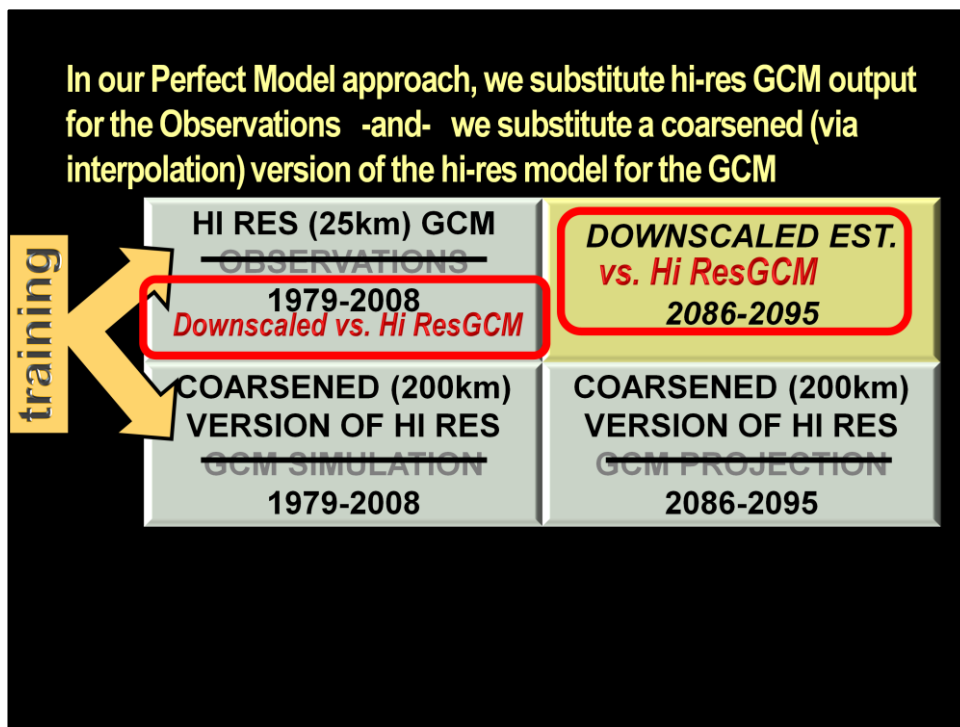 In our Perfect Model approach, we substitute hi-res GCM output
for the Observations -and- we substitute a coarsened (via
interpolation) version of the hi-res model for the GCM
training
HI RES (25km) GCM
OBSERVATIONS
1979-2008
Downscaled vs. Hi ResGCM
DOWNSCALED EST.
vs. Hi ResGCM
2086-2095
COARSENED (200km)
VERSION OF HI RES
GCM SIMULATION
1979-2008
COARSENED (200km)
VERSION OF HI RES
GCM PROJECTION
2086-2095